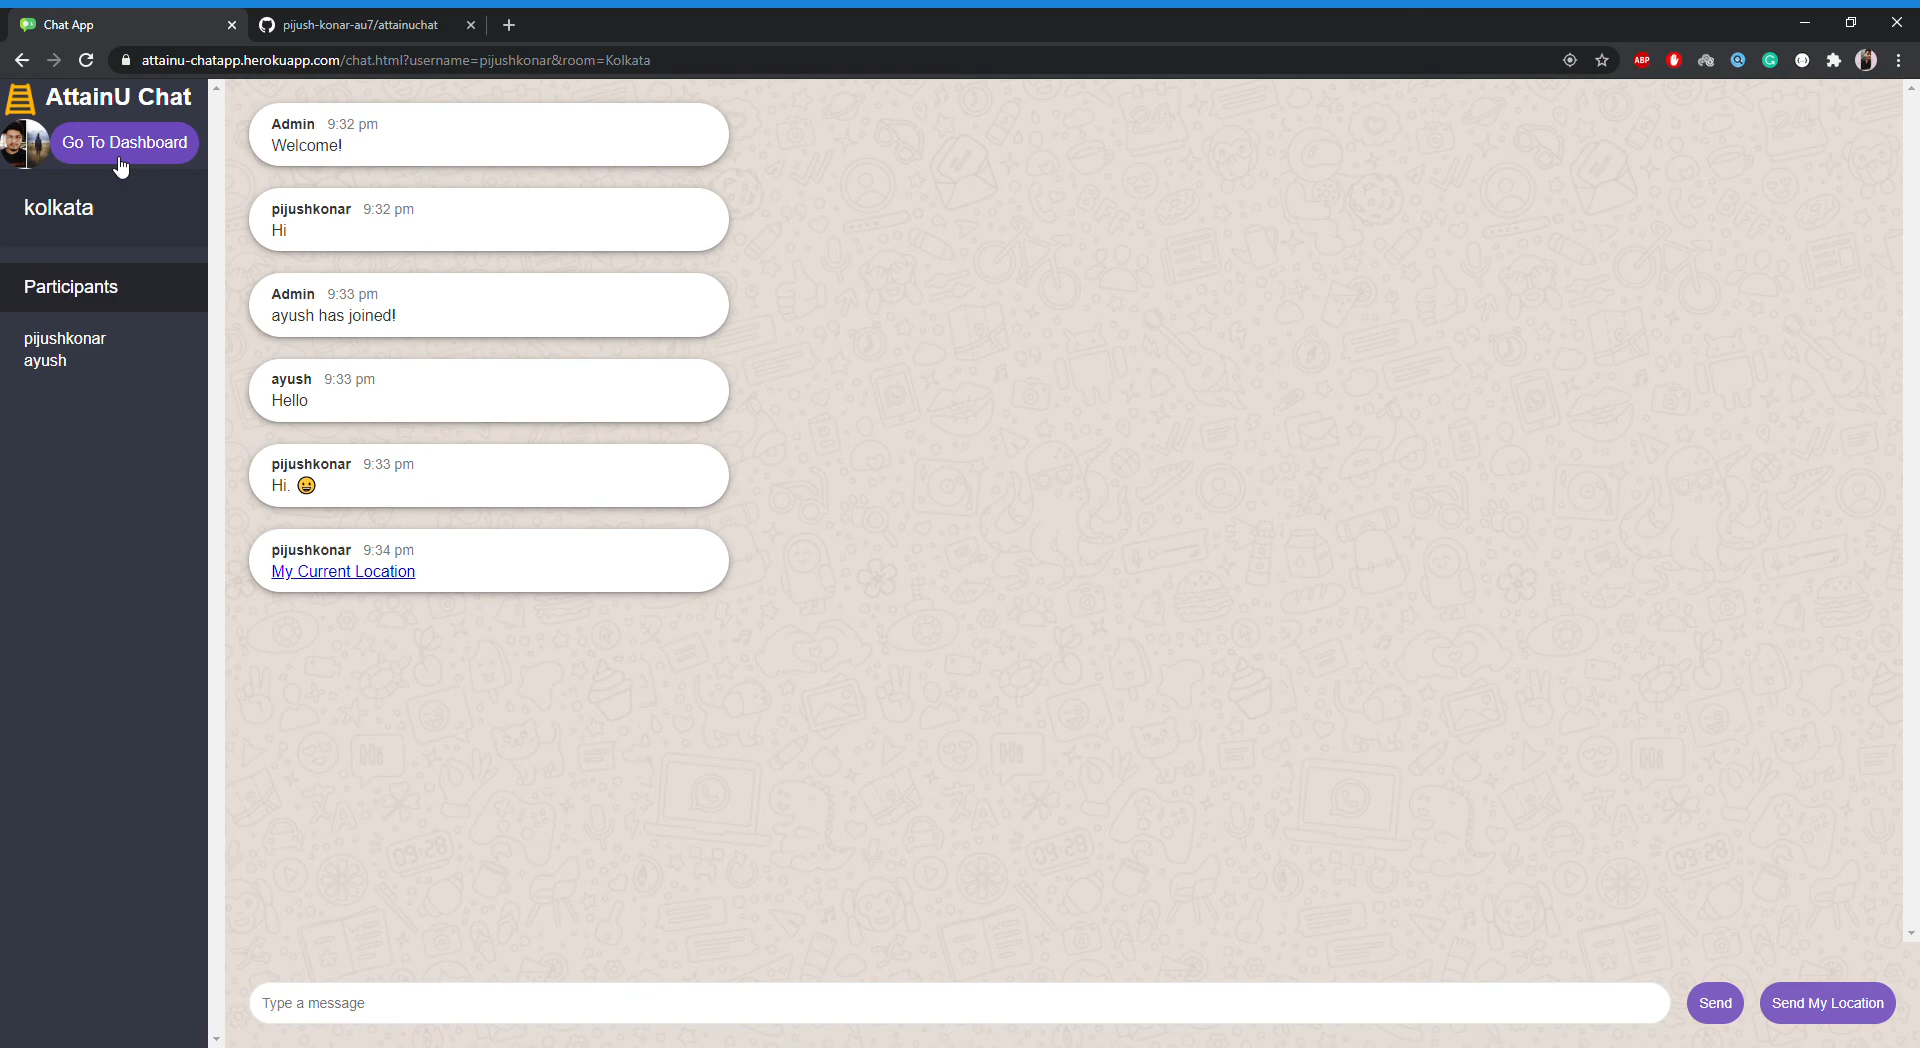 Chat App
pijush-konar-au7/attainuchat
attainu-chatapp.herokuapp.com/chat.html?username=pijushkonar&room=Kolkata
ABP
AttainU Chat
Go To Dashboard
kolkata
Participants
pijushkonar
ayush
Admin 9:32 pm
Welcome!
pijushkonar 9:32 pm
Hi
Admin 9:33 pm
ayush has joined!
ayush 9:33 pm
Hello
pijushkonar 9:33 pm
Hi. 😀
pijushkonar 9:34 pm
My Current Location
Type a message
Send
Send My Location